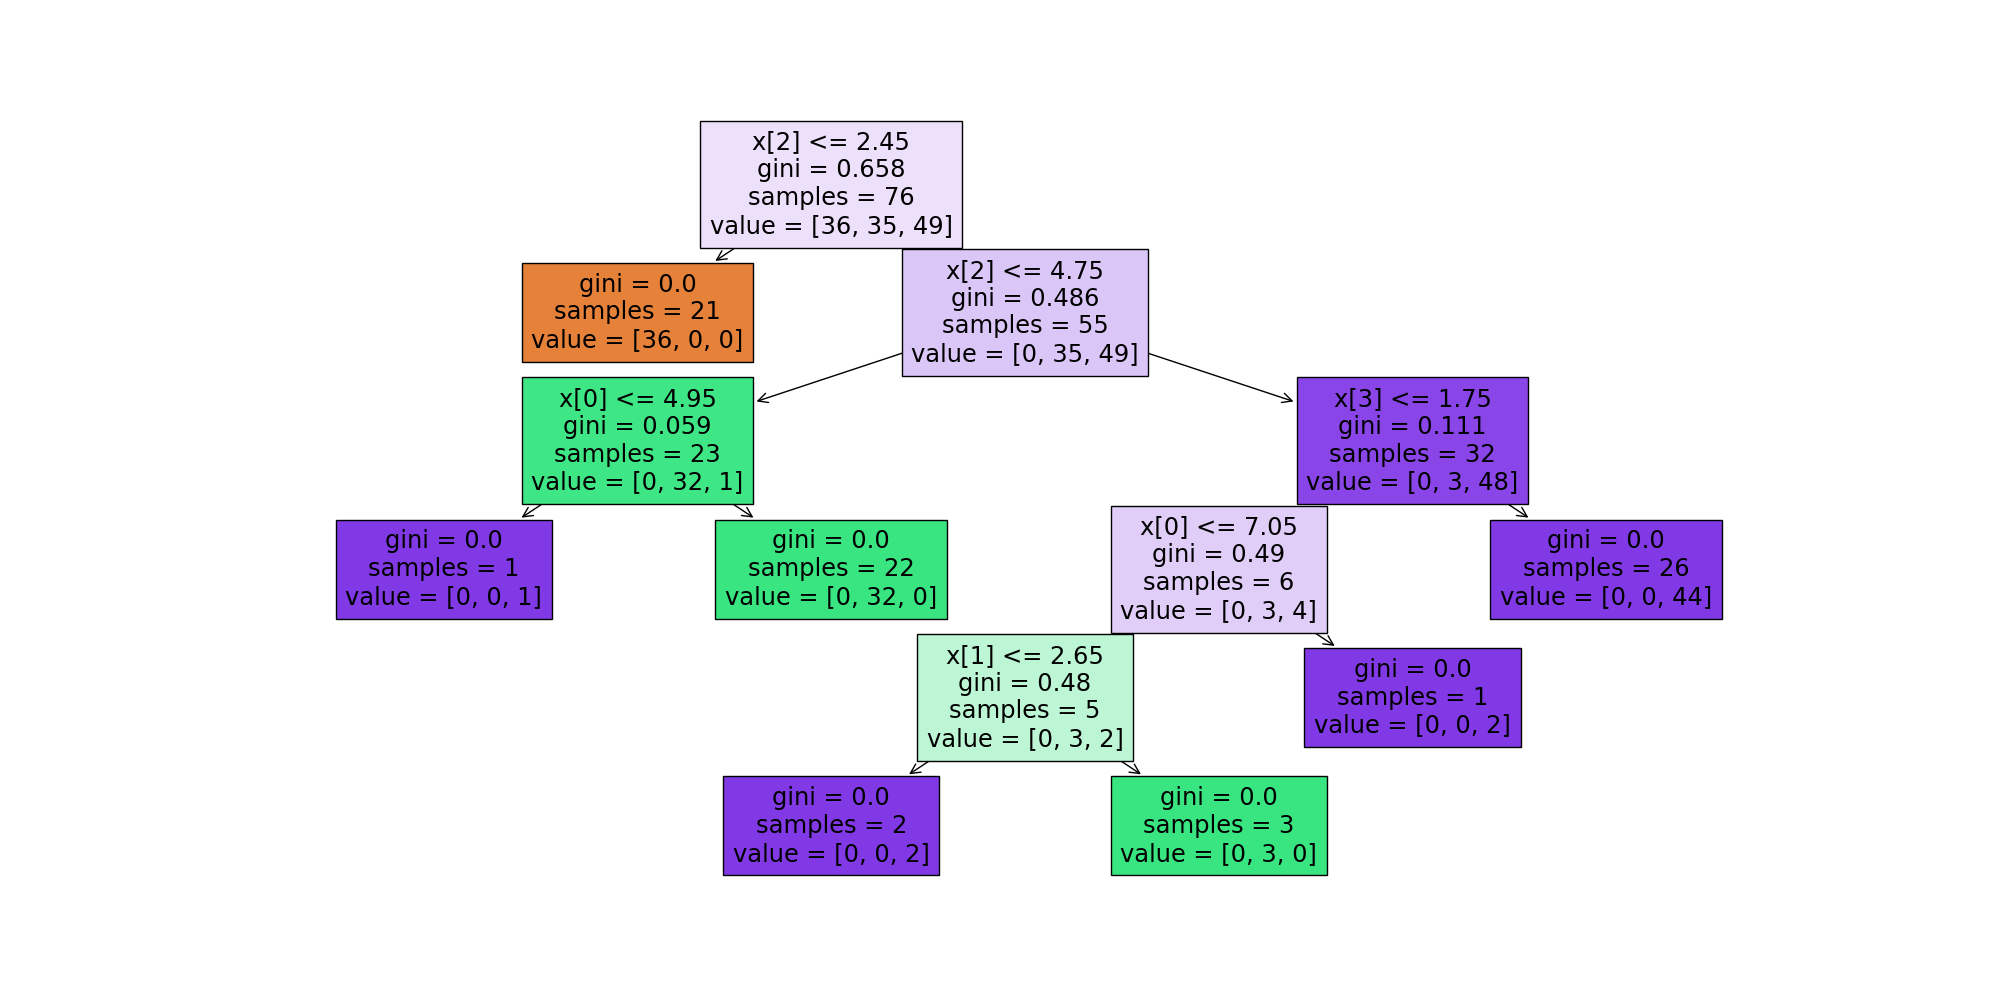 x[2] <= 2.45
gini = 0.658
samples = 76
value = [36, 35, 49]
gini = 0.0
samples = 21
value = [36, 0, 0]
x[2] <= 4.75
gini = 0.486
samples = 55
value = [0, 35, 49]
x[0] <= 4.95
gini = 0.059
samples = 23
value = [0, 32, 1]
x[3] <= 1.75
gini = 0.111
samples = 32
value = [0, 3, 48]
gini = 0.0
samples = 1
value = [0, 0, 1]
gini = 0.0
samples = 22
value = [0, 32, 0]
x[0] <= 7.05
gini = 0.49
samples = 6
value = [0, 3, 4]
gini = 0.0
samples = 26
value = [0, 0, 44]
x[1] <= 2.65
gini = 0.48
samples = 5
value = [0, 3, 2]
gini = 0.0
samples = 1
value = [0, 0, 2]
gini = 0.0
samples = 2
value = [0, 0, 2]
gini = 0.0
samples = 3
value = [0, 3, 0]